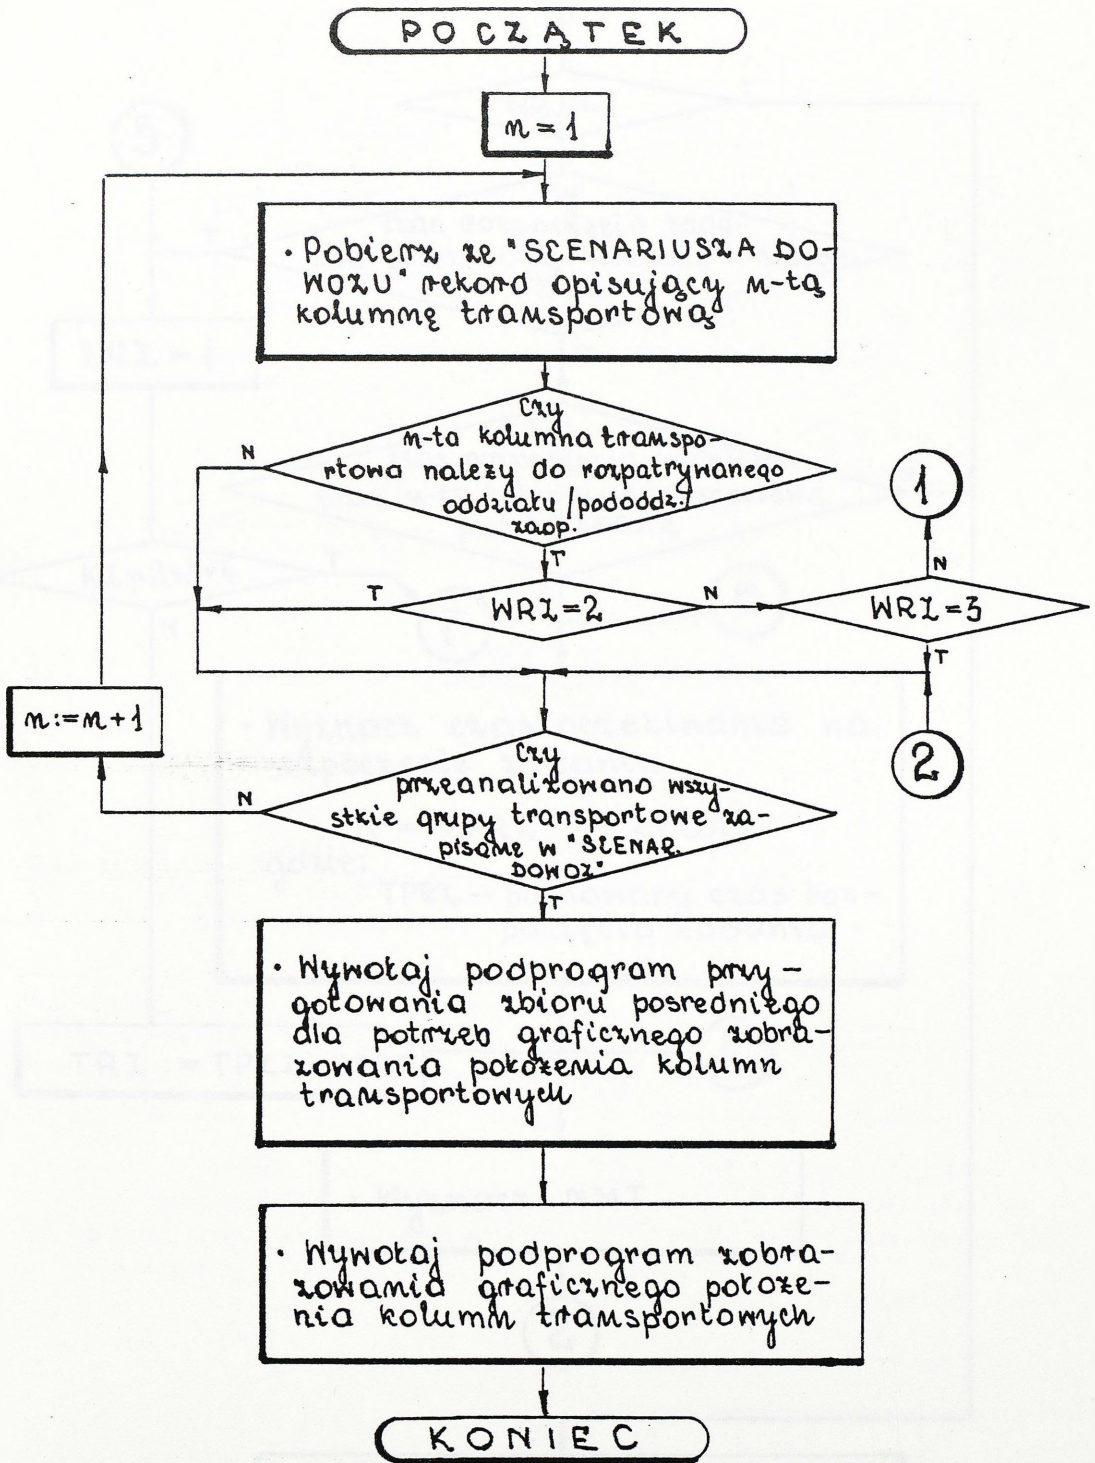 POCZĄTEK
n = 1
· Pobierz ze "SCENARIUSZA DO-
WOZU" rekord opisujący n-tą
kolumnę transportową
Czy
n-ta kolumna transpo-
rtowa należy do rozpatrywanego
oddziału /pododdz./
zaop.
N
T
1
N
T
WRZ=2
N
WRZ=3
T
n:=n+1
2
Czy
przeanalizowano wszy-
stkie grupy transportowe za-
pisane w "SCENAR.
DOWOZ"
N
T
· Wywołaj podprogram przy-
gotowania zbioru posredniego
dla potrzeb graficznego zobra-
zowania położenia kolumn
transportowych
· Wywołaj podprogram zobra-
zowania graficznego położe-
nia kolumn transportowych
KONIEC